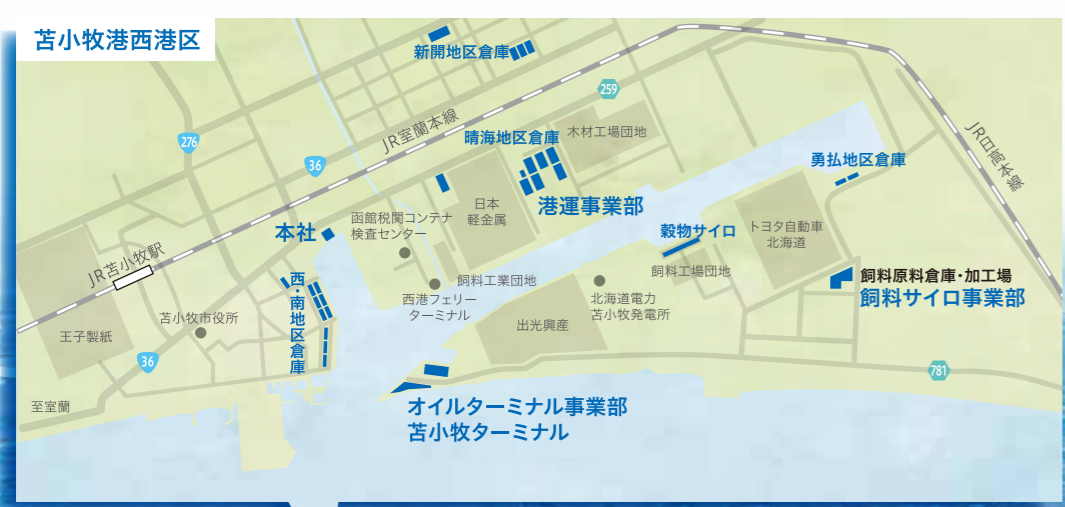 苫小牧港西港区
新開地区倉庫
259
JR室蘭本線
276
36
晴海地区倉庫
木材工場団地
JR日高本線
勇払地区倉庫
日本
軽金属
港運事業部
函館税関コンテナ
検査センター
本社
穀物サイロ
トヨタ自動車
北海道
JR苫小牧駅
飼料工業団地
飼料工場団地
飼料原料倉庫・加工場
飼料サイロ事業部
西・南地区倉庫
西港フェリー
ターミナル
北海道電力
苫小牧発電所
苫小牧市役所
出光興産
王子製紙
36
781
至室蘭
オイルターミナル事業部
苫小牧ターミナル